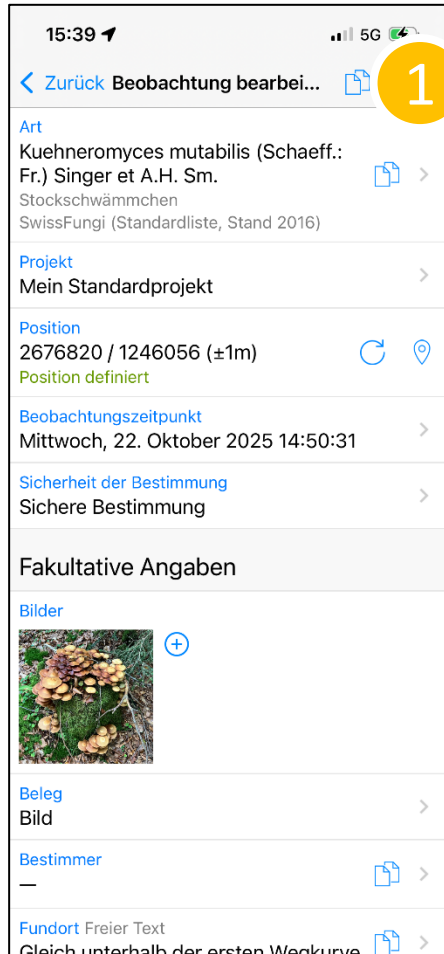 15:39 5G
Zurück Beobachtung bearbei... 1
Art
Kuehneromyces mutabilis (Schaeff.:
Fr.) Singer et A.H. Sm.
Stockschwämmchen
SwissFungi (Standardliste, Stand 2016)
Projekt
Mein Standardprojekt
Position
2676820 / 1246056 (±1m)
Position definiert
Beobachtungszeitpunkt
Mittwoch, 22. Oktober 2025 14:50:31
Sicherheit der Bestimmung
Sichere Bestimmung
Fakultative Angaben
Bilder
Beleg
Bild
Bestimmer
—
Fundort Freier Text
Gleich unterhalb der ersten Wegkurve